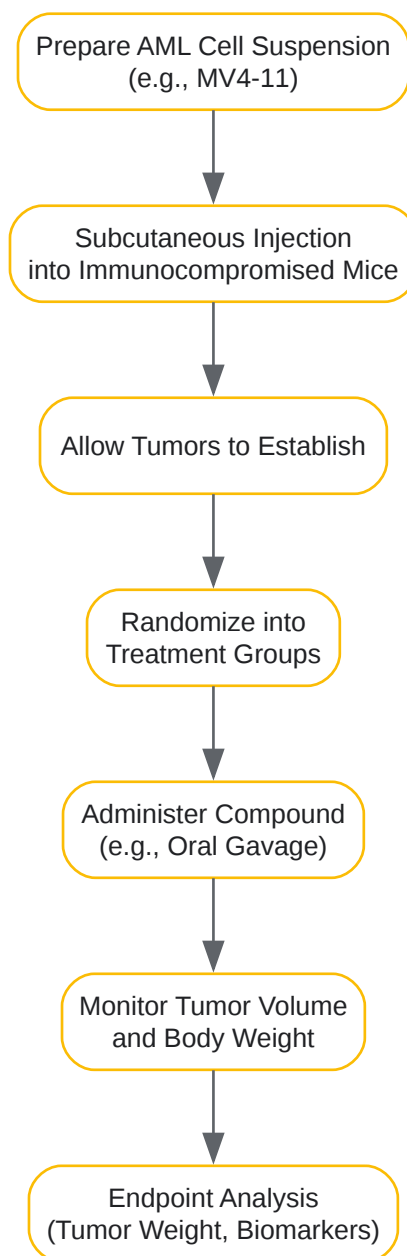 Prepare AML Cell Suspension
(e.g., MV4-11)
Subcutaneous Injection
into Immunocompromised Mice
Allow Tumors to Establish
Randomize into
Treatment Groups
Administer Compound
(e.g., Oral Gavage)
Monitor Tumor Volume
and Body Weight
Endpoint Analysis
(Tumor Weight, Biomarkers)